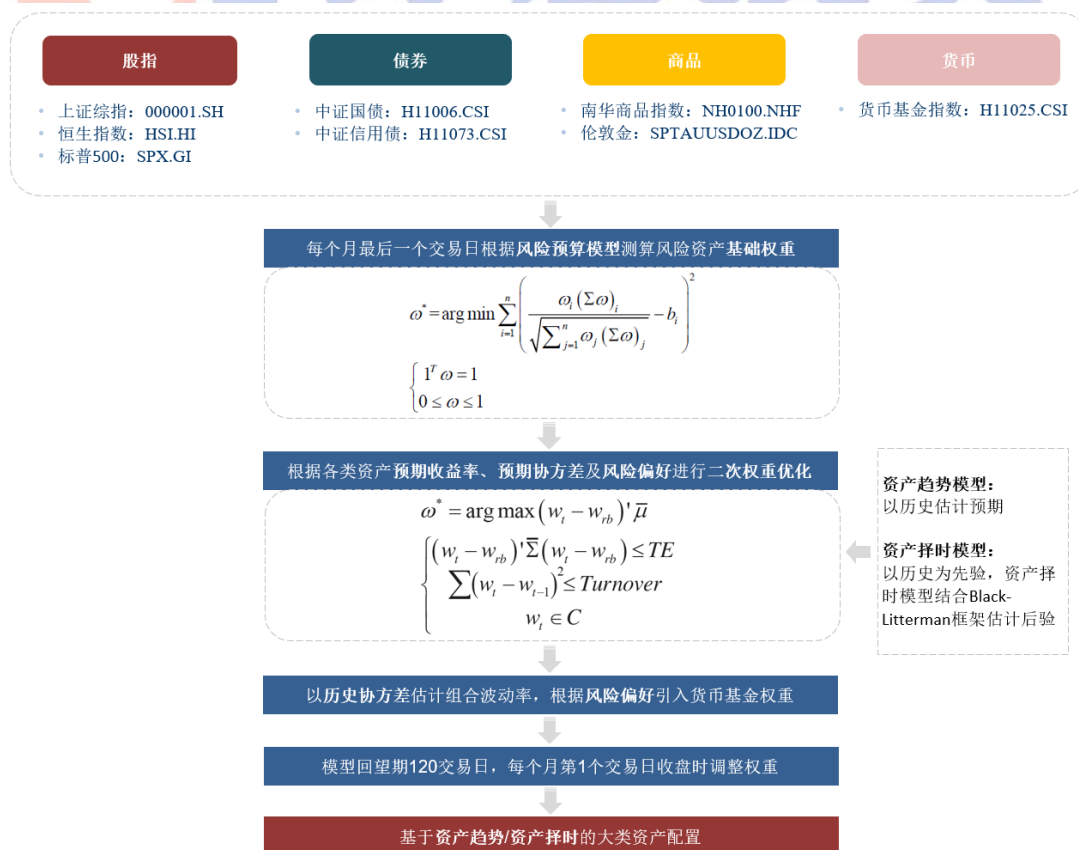 股指
债券
商品
货币
• 上证综指：000001.SH
• 恒生指数：HSI.HI
• 标普500：SPX.GI
• 中证国债：H11006.CSI
• 中证信用债：H11073.CSI
• 南华商品指数：NH0100.NHF
• 伦敦金：SPTAUUSDOZ.IDC
• 货币基金指数：H11025.CSI
每个月最后一个交易日根据风险预算模型测算风险资产基础权重
ω* = arg min ∑_{i=1}^{n} ( ω_i (Σω)_i / √(∑_{j=1}^{n} ω_j (Σω)_j) − b_i )²
{ 1^T ω = 1
0 ≤ ω ≤ 1
根据各类资产预期收益率、预期协方差及风险偏好进行二次权重优化
ω* = arg max (w_t − w_{rb})' μ̄
{ (w_t − w_{rb})' Σ̄ (w_t − w_{rb}) ≤ TE
∑(w_t − w_{t−1})² ≤ Turnover
w_t ∈ C
资产趋势模型：
以历史估计预期
资产择时模型：
以历史为先验，资产择
时模型结合Black-
Litterman框架估计后验
以历史协方差估计组合波动率，根据风险偏好引入货币基金权重
模型回望期120交易日，每个月第1个交易日收盘时调整权重
基于资产趋势/资产择时的大类资产配置